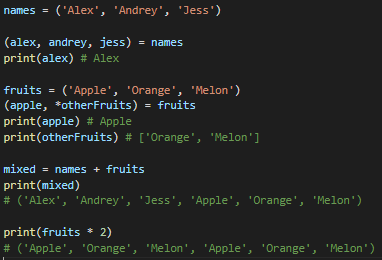 names = ('Alex', 'Andrey', 'Jess')
(alex, andrey, jess) = names
print(alex) # Alex
fruits = ('Apple', 'Orange', 'Melon')
(apple, *otherFruits) = fruits
print(apple) # Apple
print(otherFruits) # ['Orange', 'Melon']
mixed = names + fruits
print(mixed)
# ('Alex', 'Andrey', 'Jess', 'Apple', 'Orange', 'Melon')
print(fruits * 2)
# ('Apple', 'Orange', 'Melon', 'Apple', 'Orange', 'Melon')